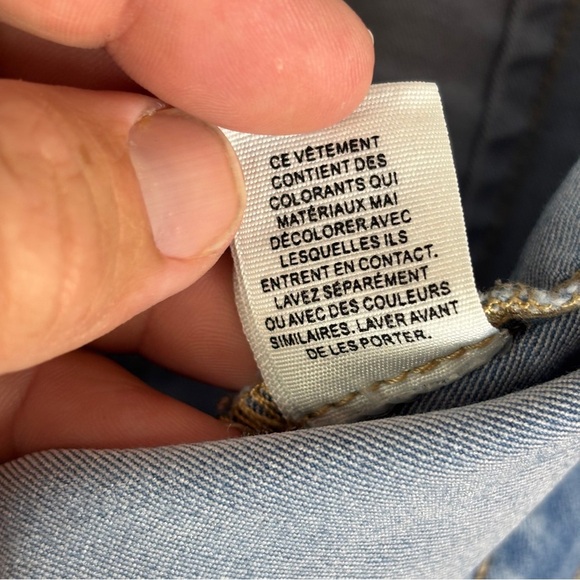 CE VÊTEMENT
CONTIENT DES
COLORANTS QUI
MATÉRIAUX MAI
DÉCOLORER AVEC
LESQUELLES ILS
ENTRENT EN CONTACT.
LAVEZ SÉPARÉMENT
OU AVEC DES COULEURS
SIMILAIRES. LAVER AVANT
DE LES PORTER.